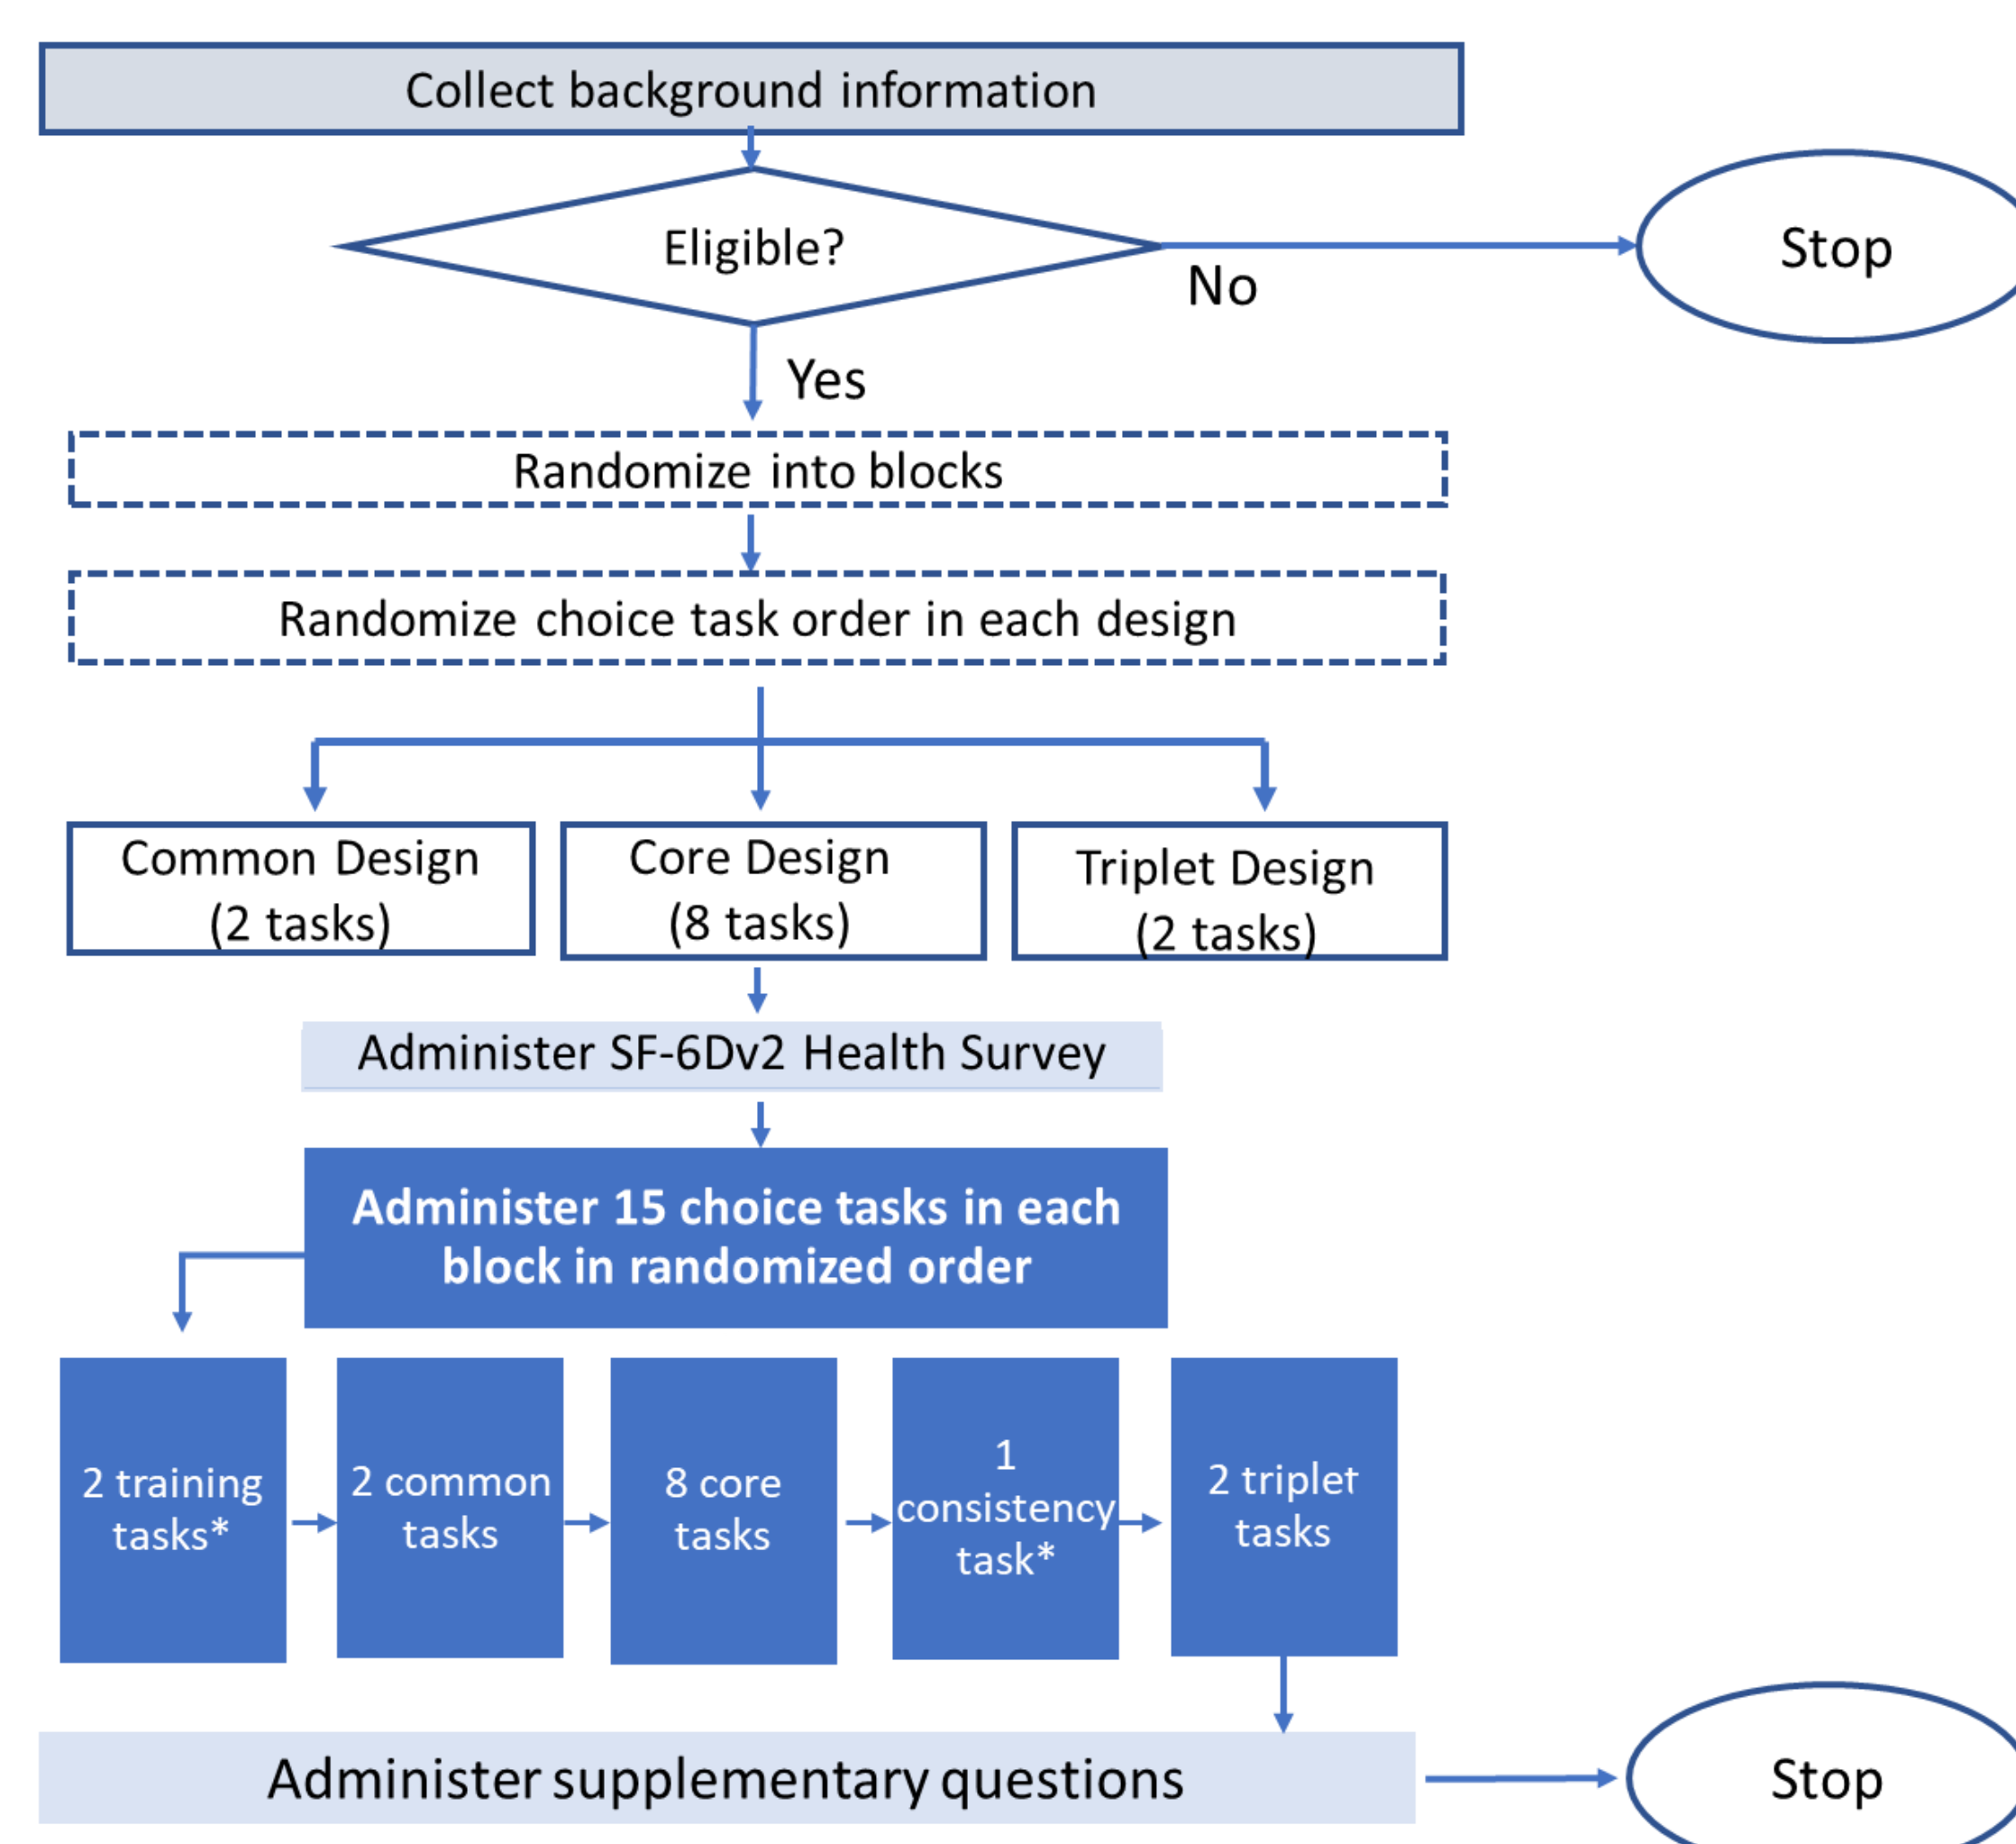 Collect background information
Eligible?
Stop
No
Yes
Randomize into blocks
Randomize choice task order in each design
Common Design
(2 tasks)
Core Design
(8 tasks)
Triplet Design
(2 tasks)
Administer SF-6Dv2 Health Survey
Administer 15 choice tasks in each
block in randomized order
2 training
tasks*
2 common
tasks
8 core
tasks
1
consistency
task*
2 triplet
tasks
Administer supplementary questions
Stop